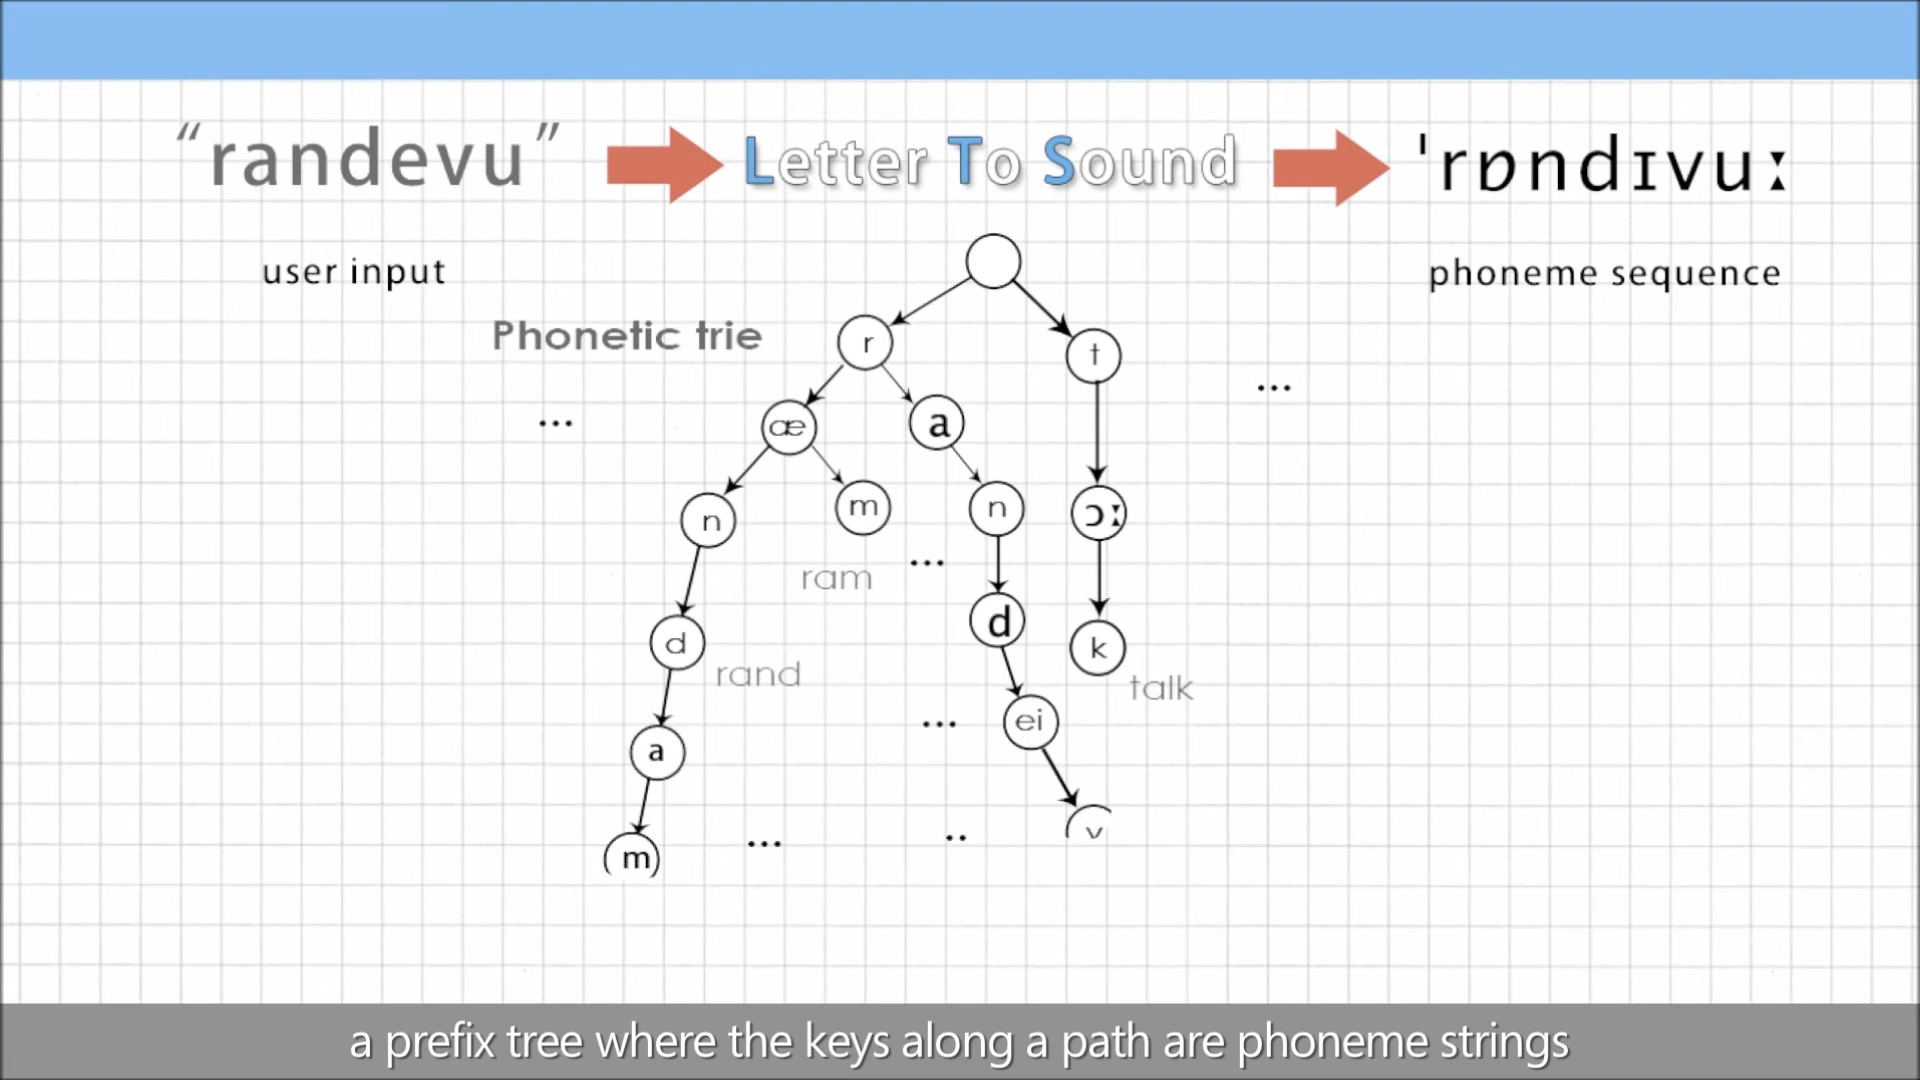 “randevu” Letter To Sound ˈrɒndɪvuː
user input
phoneme sequence
Phonetic trie
r
t
...
æ
a
...
n
m
n
ɔː
ram
...
d
d
k
rand
talk
a
ei
...
m
...
..
v
a prefix tree where the keys along a path are phoneme strings